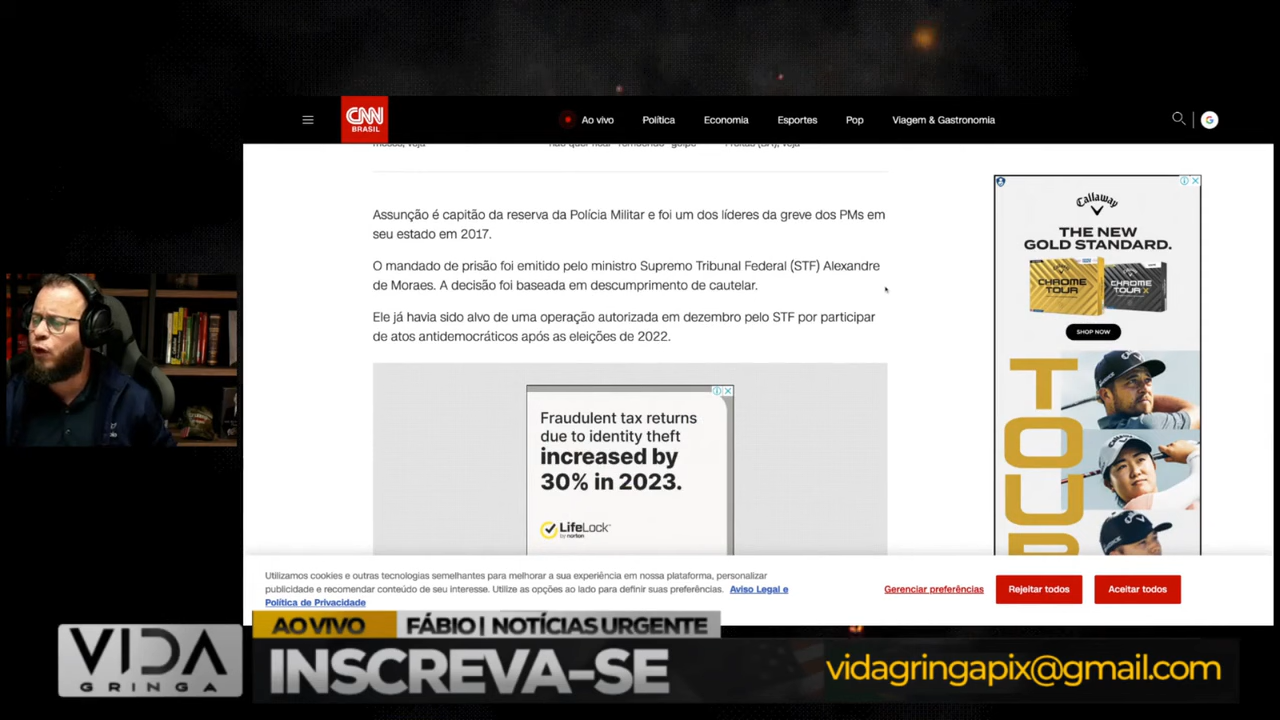 CNN
BRASIL
Ao vivo
Política
Economia
Esportes
Pop
Viagem & Gastronomia
G
Assunção é capitão da reserva da Polícia Militar e foi um dos líderes da greve dos PMs em
seu estado em 2017.
O mandado de prisão foi emitido pelo ministro Supremo Tribunal Federal (STF) Alexandre
de Moraes. A decisão foi baseada em descumprimento de cautelar.
Ele já havia sido alvo de uma operação autorizada em dezembro pelo STF por participar
de atos antidemocráticos após as eleições de 2022.
Callaway
THE NEW
GOLD STANDARD.
CHROME
TOUR
CHROME
TOUR X
SHOP NOW
TOUR
Fraudulent tax returns
due to identity theft
increased by
30% in 2023.
LifeLock
by norton
Utilizamos cookies e outras tecnologias semelhantes para melhorar a sua experiência em nossa plataforma, personalizar
publicidade e recomendar conteúdo de seu interesse. Utilize as opções ao lado para definir suas preferências. Aviso Legal e
Política de Privacidade
Gerenciar preferências
Rejeitar todos
Aceitar todos
AO VIVO
FÁBIO | NOTÍCIAS URGENTE
VIDA
GRINGA
INSCREVA-SE
vidagringapix@gmail.com